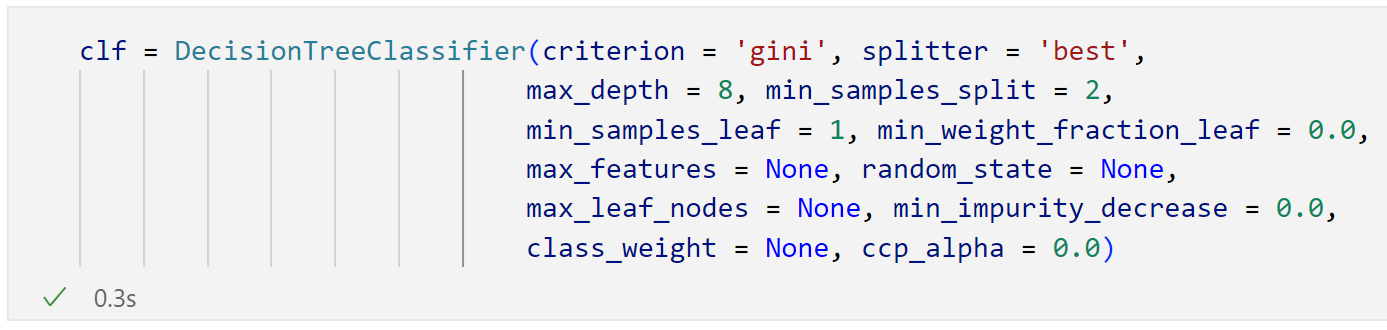 clf = DecisionTreeClassifier(criterion = 'gini', splitter = 'best',
max_depth = 8, min_samples_split = 2,
min_samples_leaf = 1, min_weight_fraction_leaf = 0.0,
max_features = None, random_state = None,
max_leaf_nodes = None, min_impurity_decrease = 0.0,
class_weight = None, ccp_alpha = 0.0)
0.3s